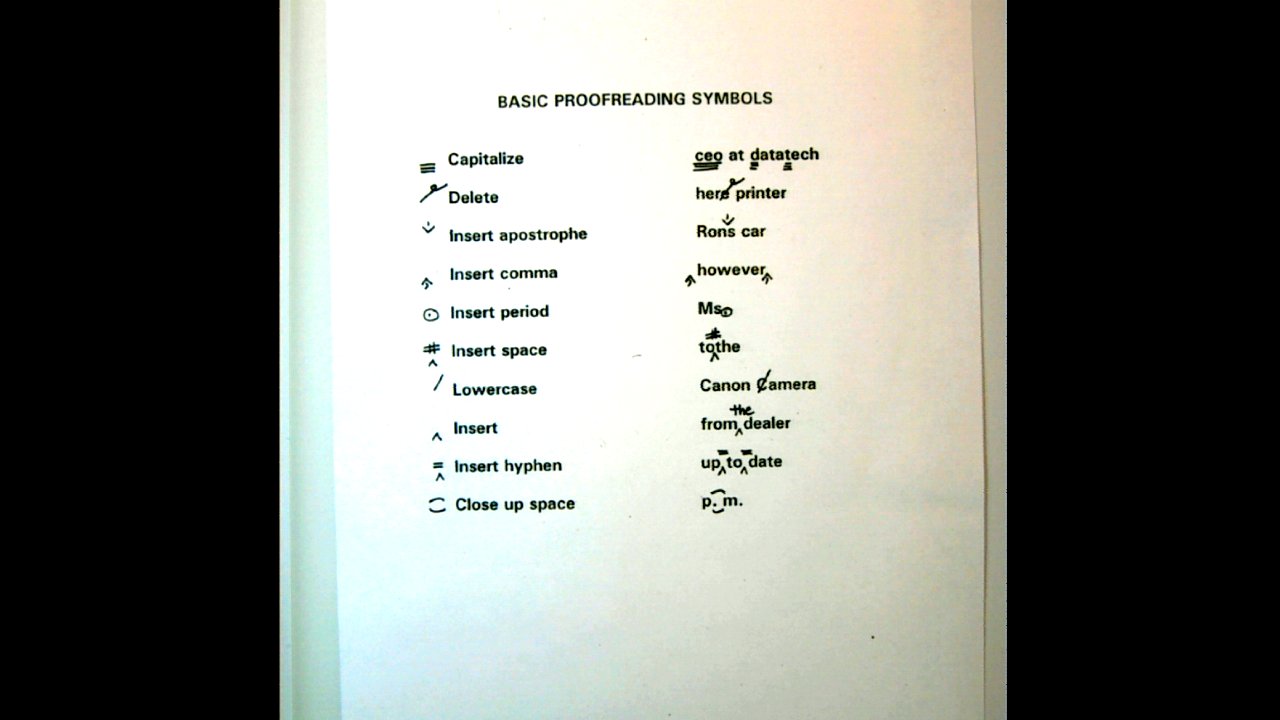 BASIC PROOFREADING SYMBOLS
Capitalize ceo at datatech
Delete here printer
Insert apostrophe Rons car
Insert comma however
Insert period Ms
# Insert space # tothe
/ Lowercase Canon Camera
^ Insert from the dealer
= Insert hyphen up to date
Close up space p. m.